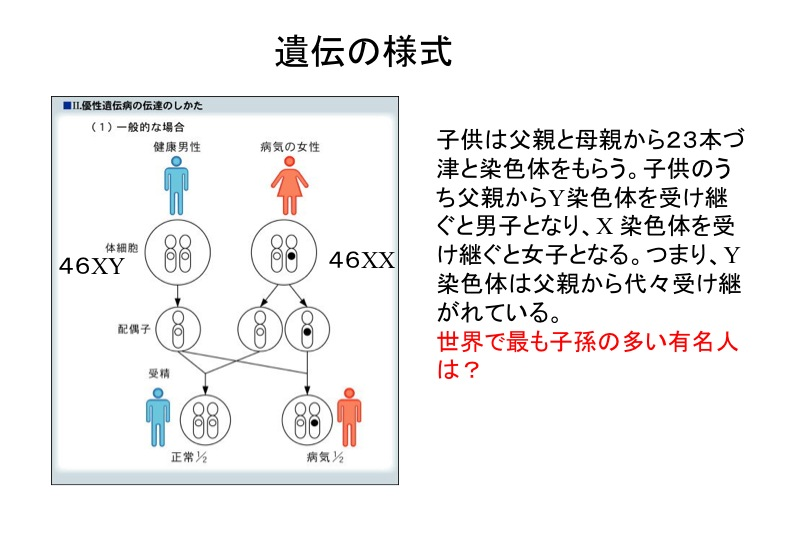 遺伝の様式
■II.優性遺伝病の伝達のしかた
（１）一般的な場合
健康男性
病気の女性
体細胞
４６XY
４６XX
配偶子
受精
正常½
病気½
子供は父親と母親から２３本づ
津と染色体をもらう。子供のう
ち父親からY染色体を受け継
ぐと男子となり、X 染色体を受
け継ぐと女子となる。つまり、Y
染色体は父親から代々受け継
がれている。
世界で最も子孫の多い有名人
は？